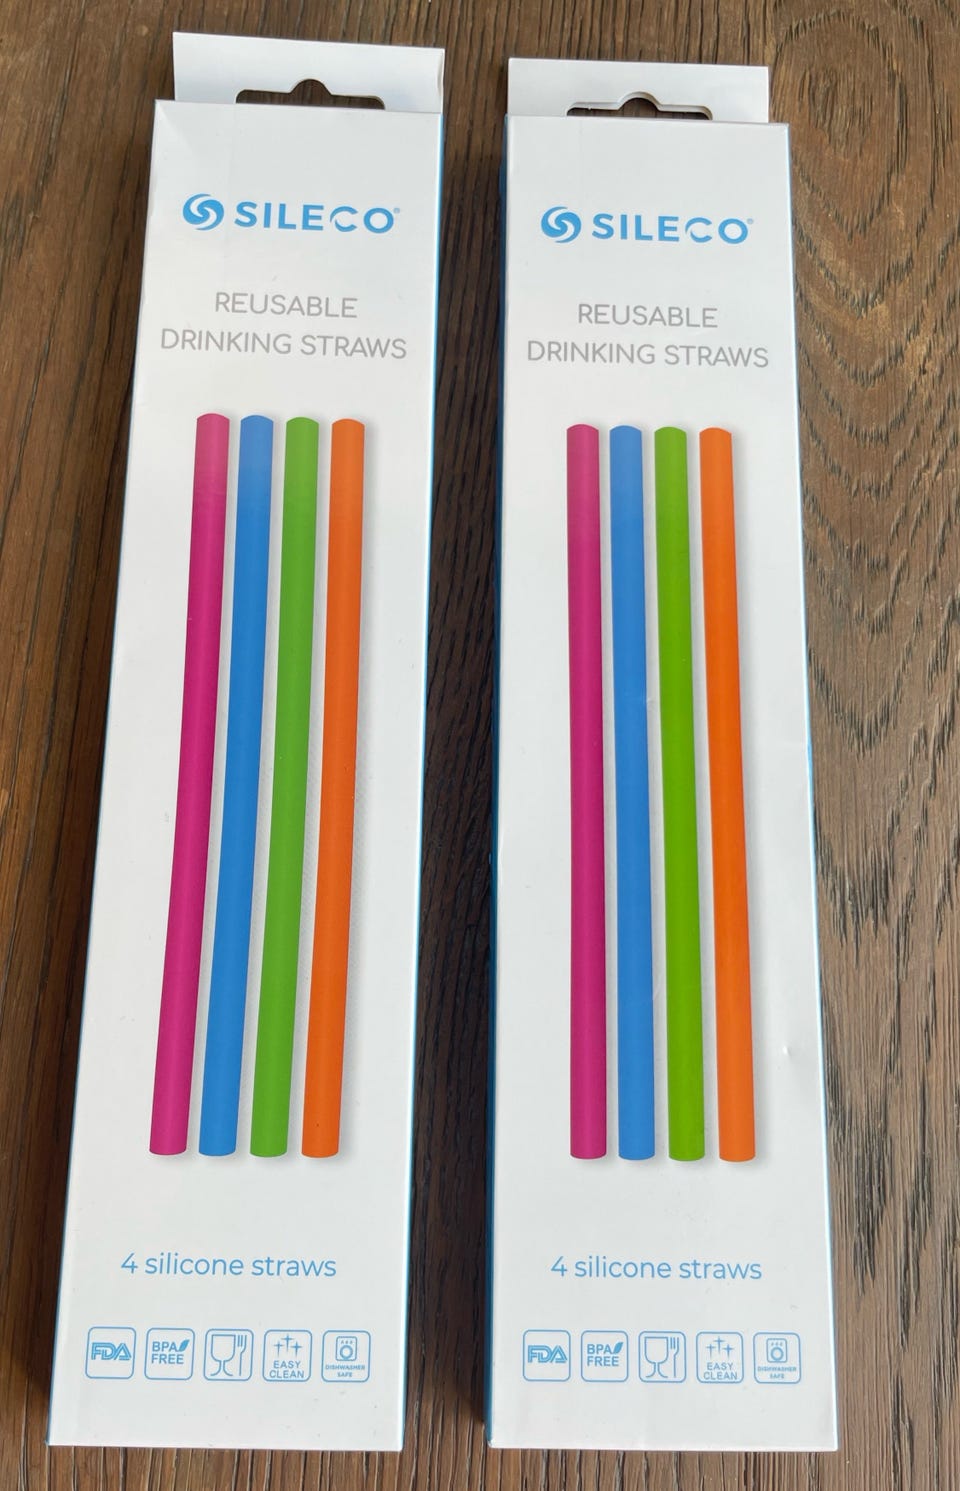 SILECO®
REUSABLE
DRINKING STRAWS
4 silicone straws
FDA
BPA
FREE
EASY
CLEAN
DISHWASHER
SAFE
SILECO®
REUSABLE
DRINKING STRAWS
4 silicone straws
FDA
BPA
FREE
EASY
CLEAN
DISHWASHER
SAFE